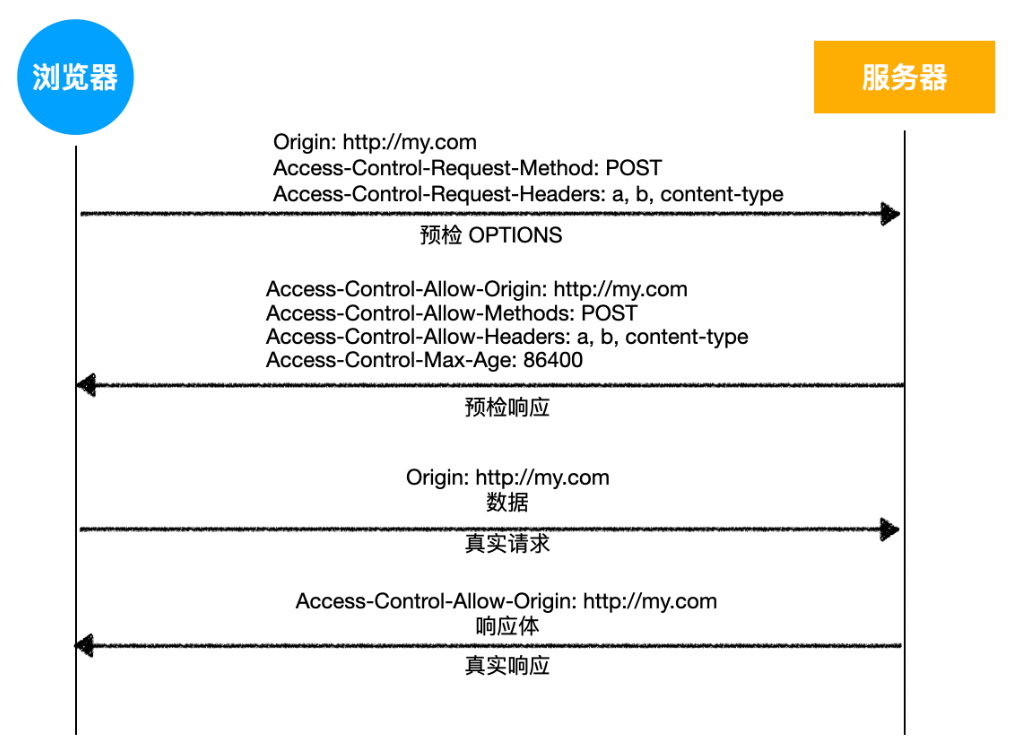 浏览器
服务器
Origin: http://my.com
Access-Control-Request-Method: POST
Access-Control-Request-Headers: a, b, content-type
预检 OPTIONS
Access-Control-Allow-Origin: http://my.com
Access-Control-Allow-Methods: POST
Access-Control-Allow-Headers: a, b, content-type
Access-Control-Max-Age: 86400
预检响应
Origin: http://my.com
数据
真实请求
Access-Control-Allow-Origin: http://my.com
响应体
真实响应